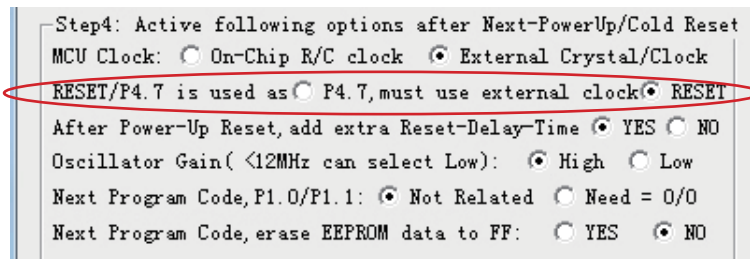 Step4: Active following options after Next-PowerUp/Cold Reset
MCU Clock: On-Chip R/C clock External Crystal/Clock
RESET/P4.7 is used as P4.7,must use external clock RESET
After Power-Up Reset,add extra Reset-Delay-Time YES NO
Oscillator Gain( <12MHz can select Low): High Low
Next Program Code,P1.0/P1.1: Not Related Need = 0/0
Next Program Code,erase EEPROM data to FF: YES NO